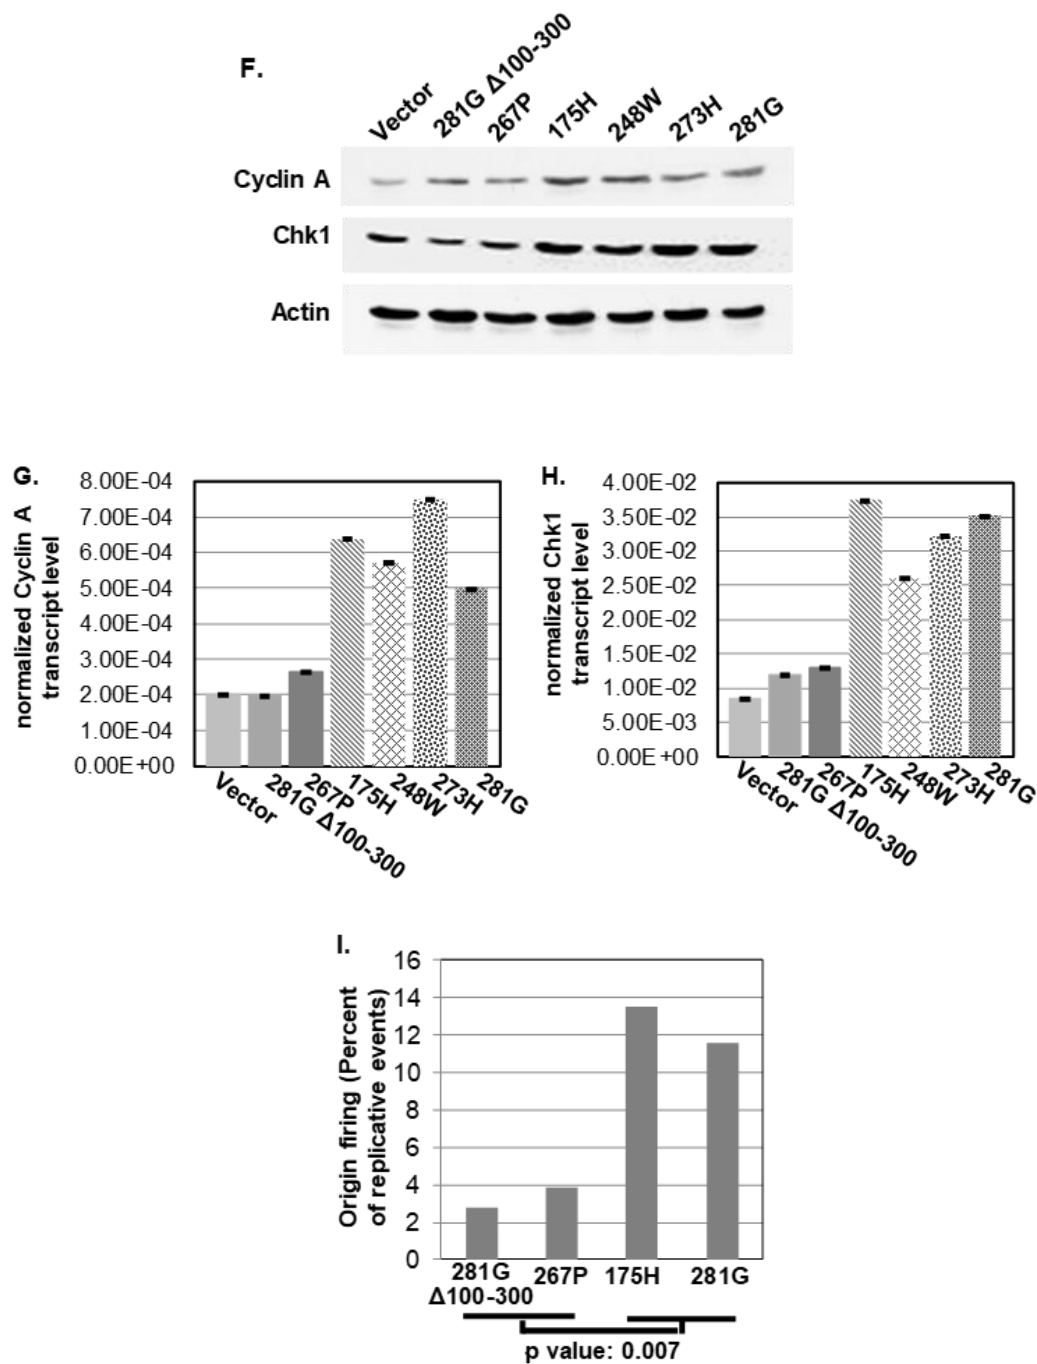 F.
Vector
281G Δ100-300
267P
175H
248W
273H
281G
Cyclin A
Chk1
Actin
G.
normalized Cyclin A
transcript level
8.00E-04
7.00E-04
6.00E-04
5.00E-04
4.00E-04
3.00E-04
2.00E-04
1.00E-04
0.00E+00
Vector
281G Δ100-300
267P
175H
248W
273H
281G
H.
normalized Chk1
transcript level
4.00E-02
3.50E-02
3.00E-02
2.50E-02
2.00E-02
1.50E-02
1.00E-02
5.00E-03
0.00E+00
Vector
281G Δ100-300
267P
175H
248W
273H
281G
I.
Origin firing (Percent
of replicative events)
16
14
12
10
8
6
4
2
0
281G
Δ100-300
267P
175H
281G
p value: 0.007